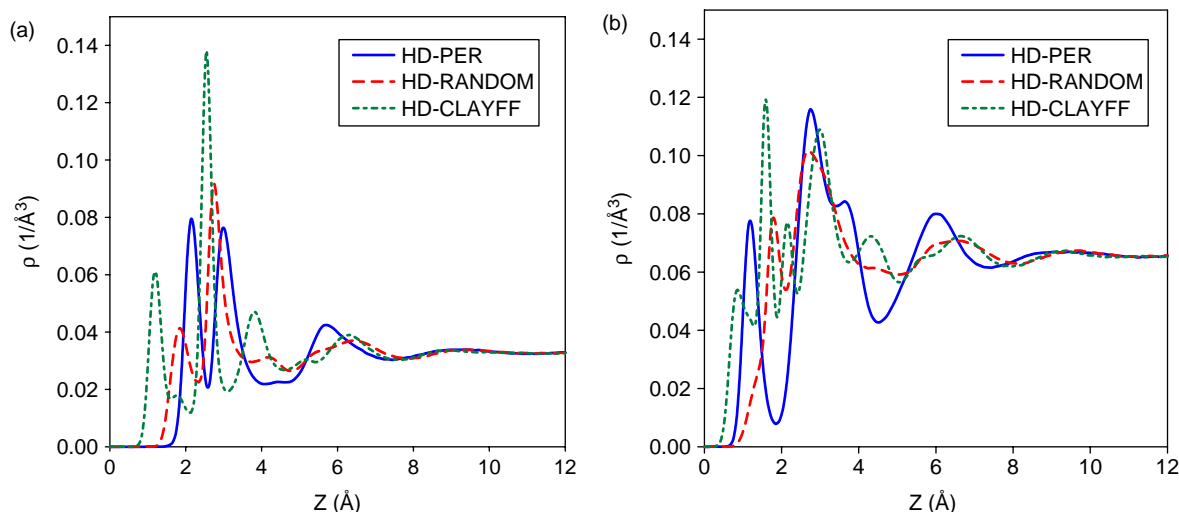 (a)
HD-PER
HD-RANDOM
HD-CLAYFF
ρ (1/Å³)
0.14
0.12
0.10
0.08
0.06
0.04
0.02
0.00
0 2 4 6 8 10 12
Z (Å)
(b)
HD-PER
HD-RANDOM
HD-CLAYFF
ρ (1/Å³)
0.14
0.12
0.10
0.08
0.06
0.04
0.02
0.00
0 2 4 6 8 10 12
Z (Å)